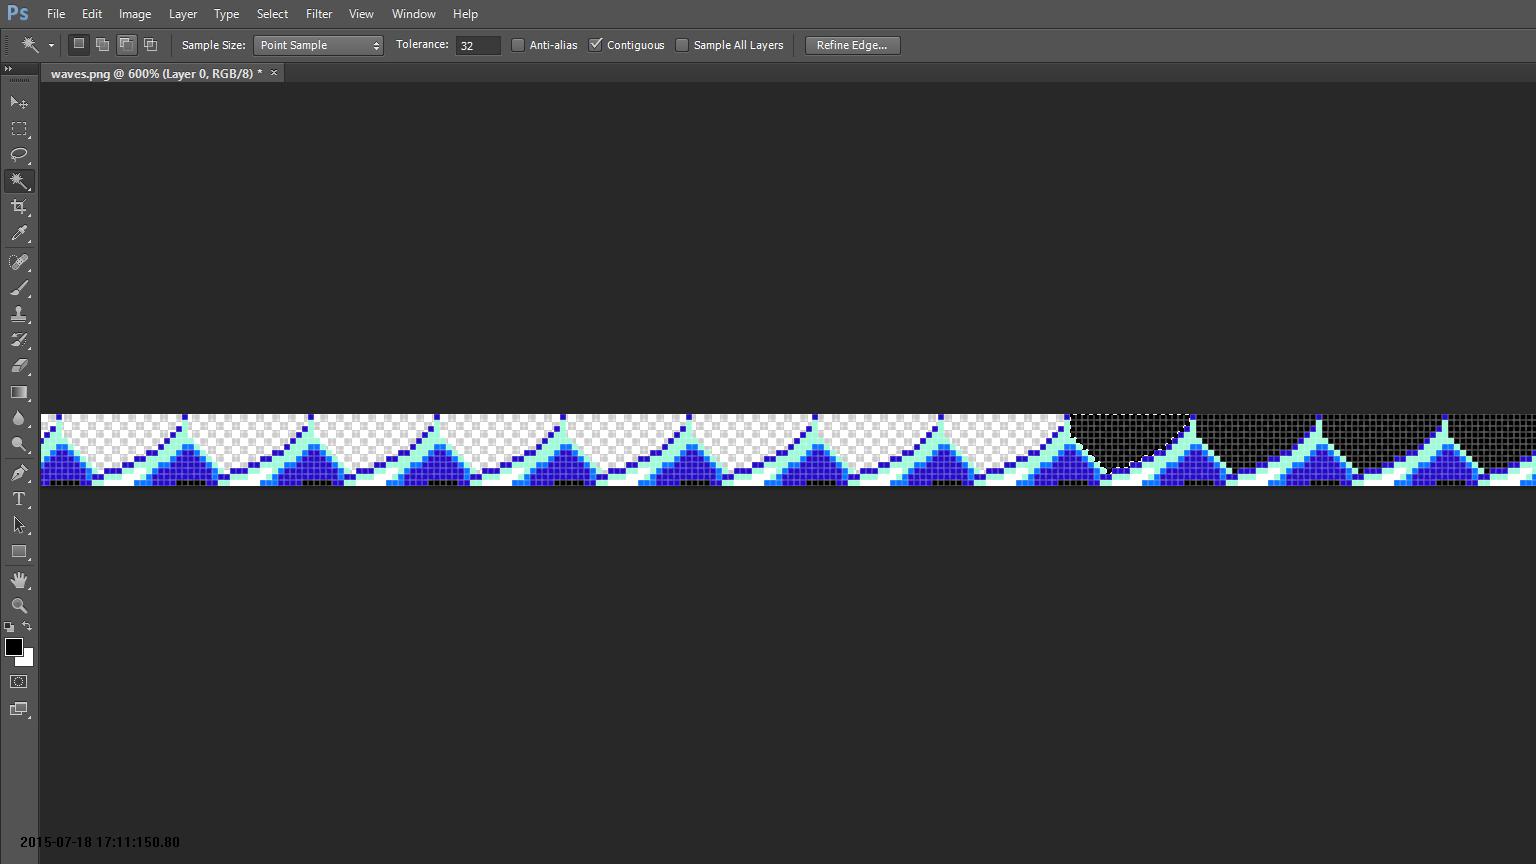 Ps File Edit Image Layer Type Select Filter View Window Help
Sample Size: Point Sample Tolerance: 32 Anti-alias Contiguous Sample All Layers Refine Edge...
waves.png @ 600% (Layer 0, RGB/8) * ×
T
2015-07-18 17:11:150.80